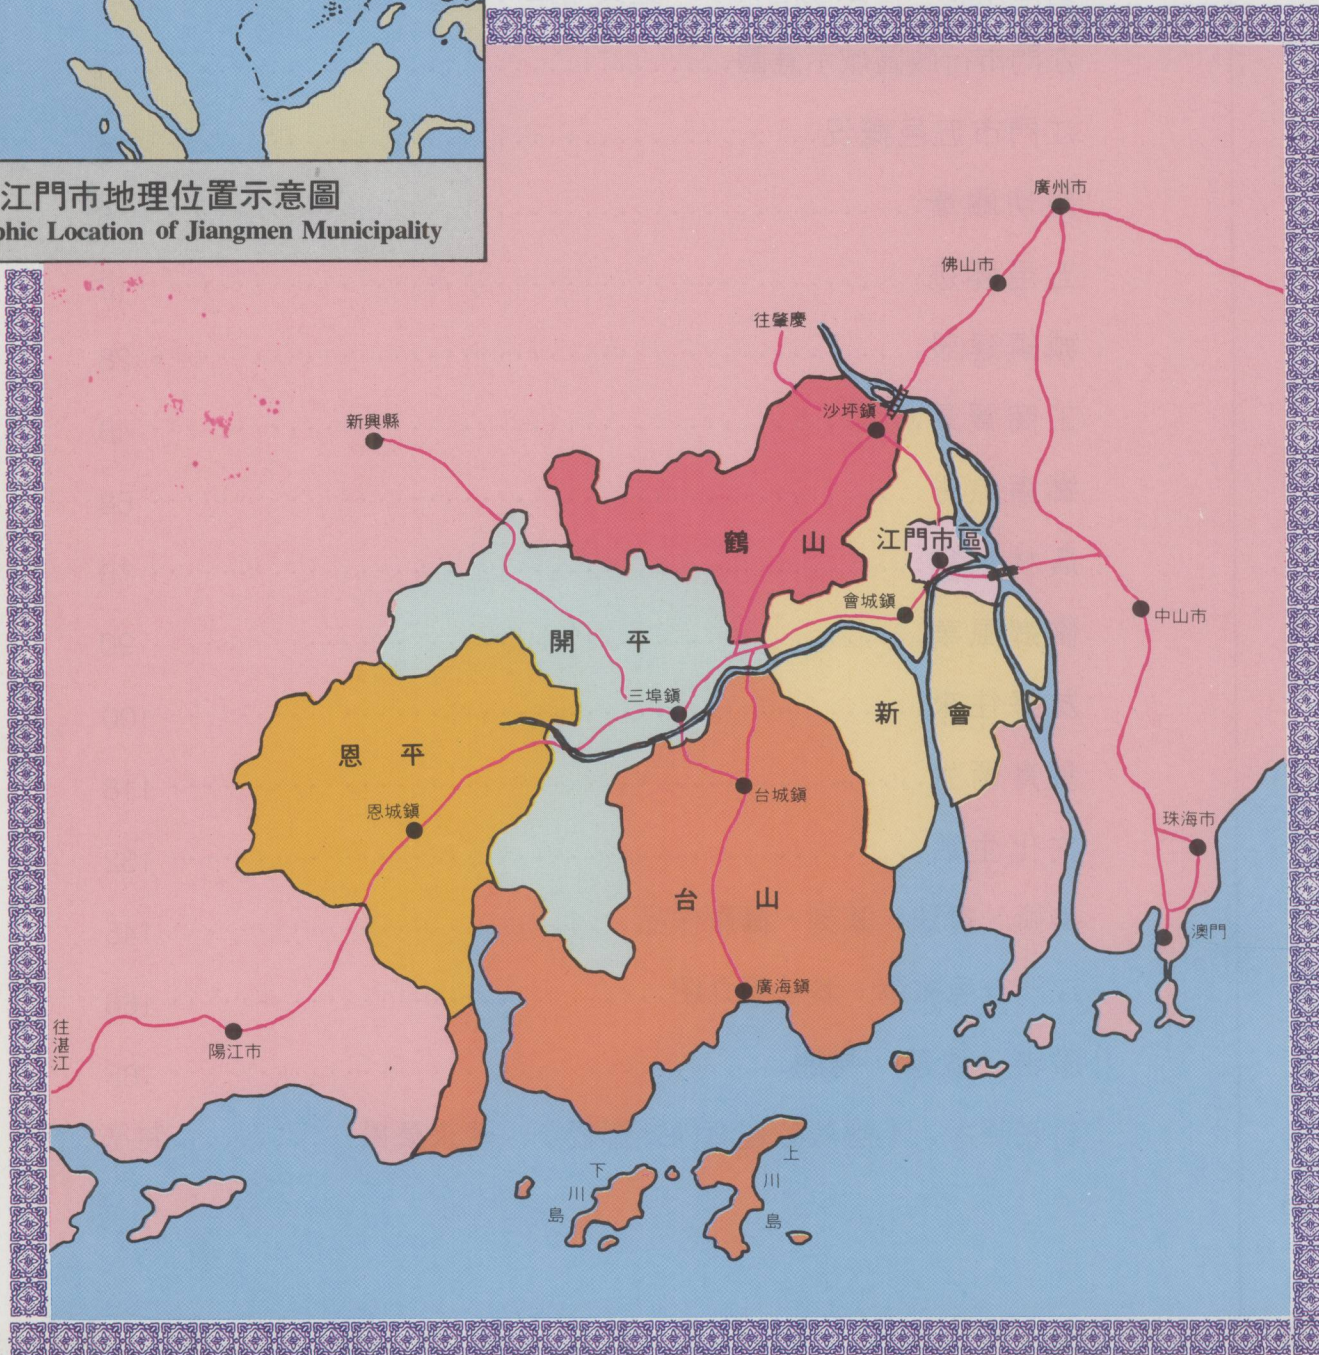 江門市地理位置示意圖
phic Location of Jiangmen Municipality
廣州市
佛山市
往肇慶
沙坪鎮
新興縣
鶴山
江門市區
會城鎮
中山市
開平
三埠鎮
新會
恩平
台城鎮
恩城鎮
珠海市
台山
澳門
廣海鎮
往湛江
陽江市
上川島
下川島